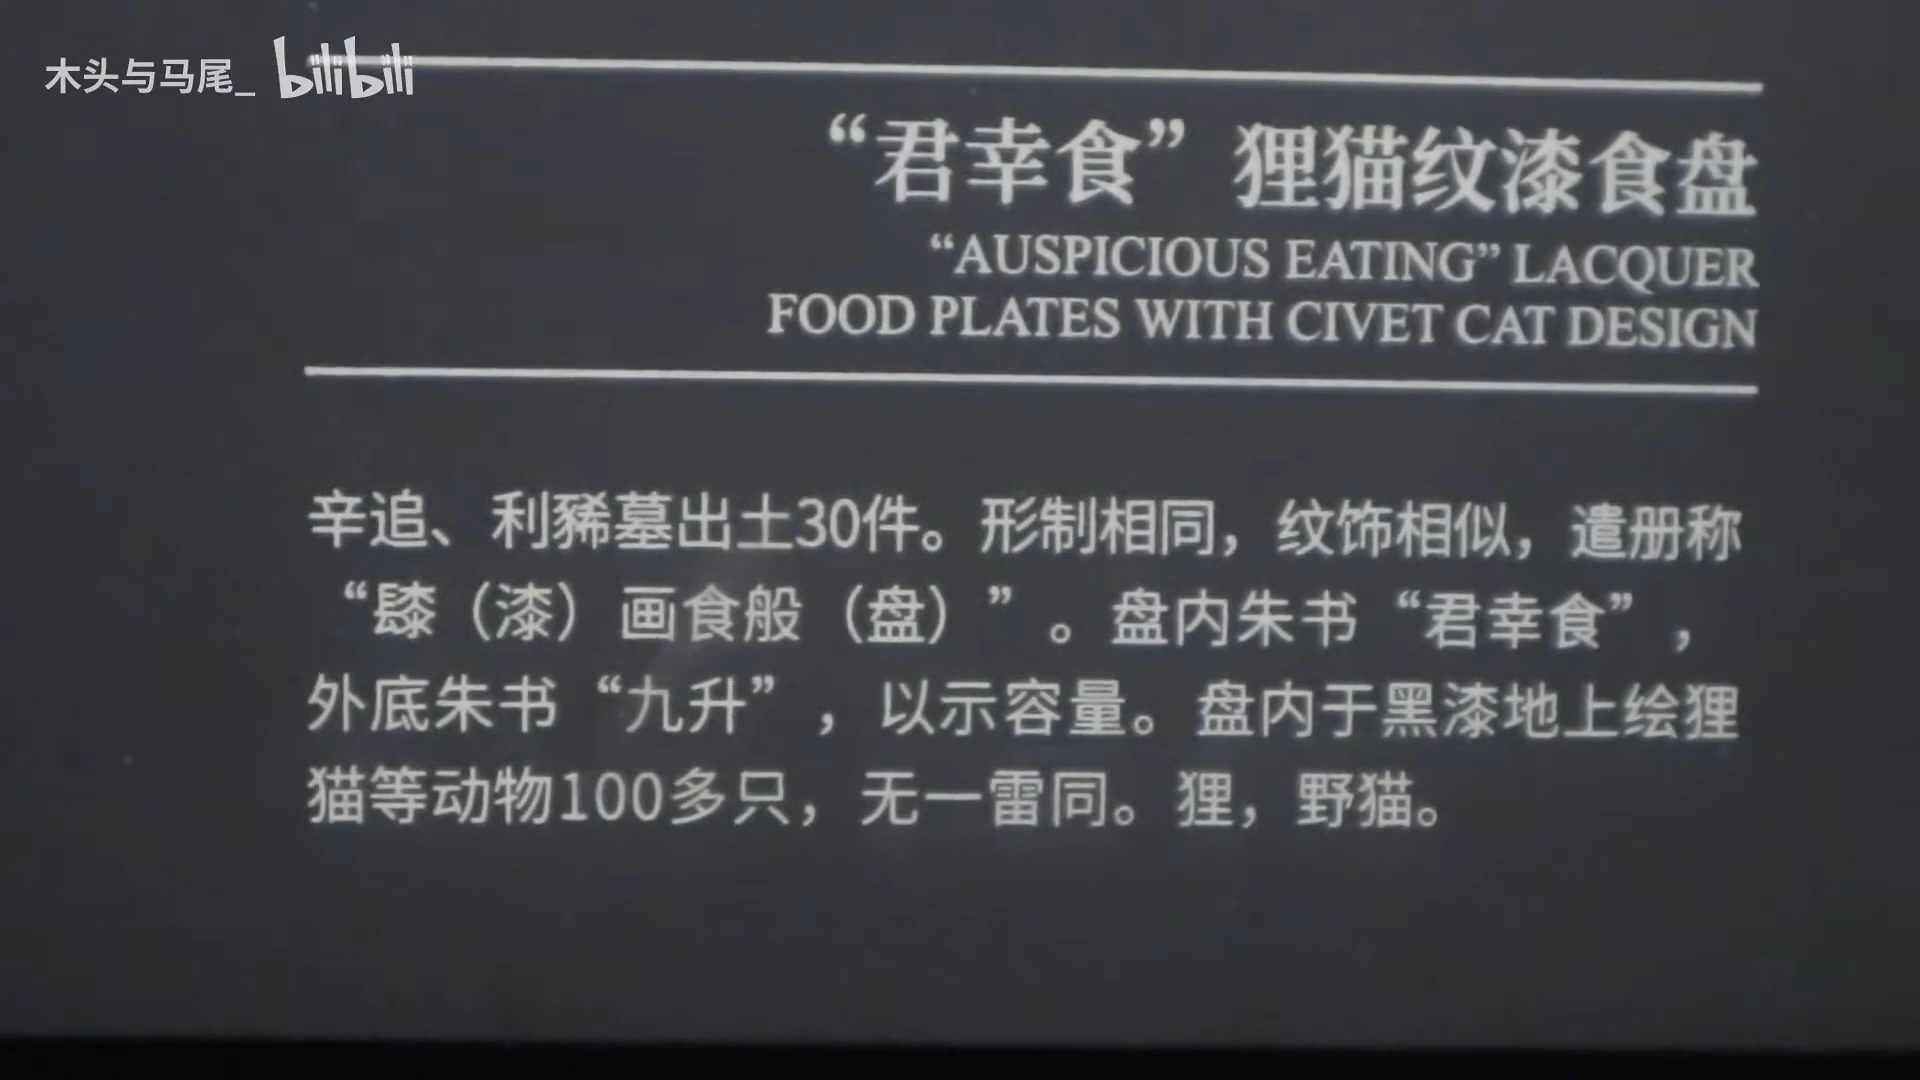 木头与马尾_ bilibili
“君幸食”狸猫纹漆食盘
“AUSPICIOUS EATING” LACQUER
FOOD PLATES WITH CIVET CAT DESIGN
辛追、利豨墓出土30件。形制相同，纹饰相似，遣册称
“髹（漆）画食般（盘）”。盘内朱书“君幸食”，
外底朱书“九升”，以示容量。盘内于黑漆地上绘狸
猫等动物100多只，无一雷同。狸，野猫。